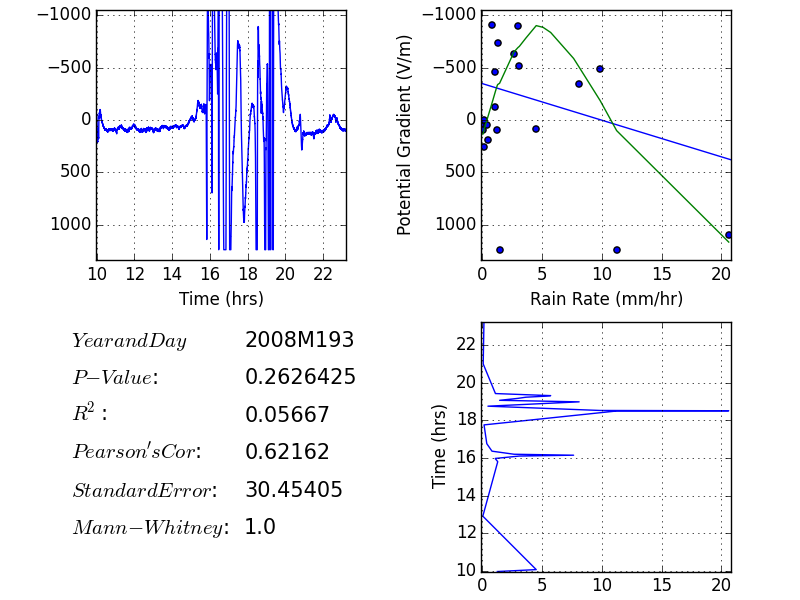 −1000
−500
0
500
1000
10 12 14 16 18 20 22
Time (hrs)
−1000
−500
0
500
1000
Potential Gradient (V/m)
0 5 10 15 20
Rain Rate (mm/hr)
YearandDay 2008M193
P−Value: 0.2626425
R² : 0.05667
Pearson'sCor: 0.62162
StandardError: 30.45405
Mann−Whitney: 1.0
22
20
18
16
14
12
10
Time (hrs)
0 5 10 15 20